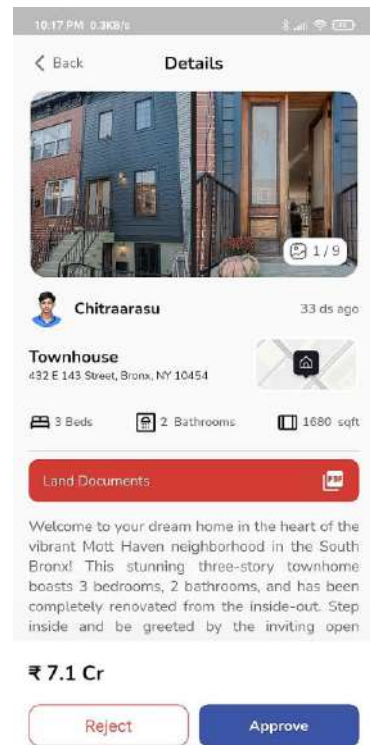 10:17 PM 0.3KB/s
Back Details
1/9
Chitraarasu 33 ds ago
Townhouse
432 E 143 Street, Bronx, NY 10454
3 Beds 2 Bathrooms 1680 sqft
Land Documents PDF
Welcome to your dream home in the heart of the
vibrant Mott Haven neighborhood in the South
Bronx! This stunning three-story townhome
boasts 3 bedrooms, 2 bathrooms, and has been
completely renovated from the inside-out. Step
inside and be greeted by the inviting open
₹ 7.1 Cr
Reject Approve